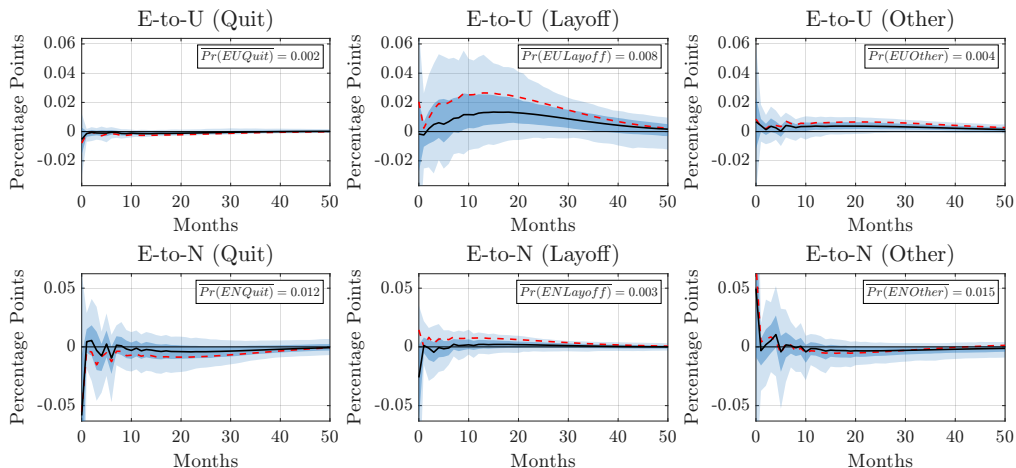 E-to-U (Quit)
0.06
0.04
0.02
0
-0.02
Percentage Points
Pr(EUQuit) = 0.002
0 10 20 30 40 50
Months
E-to-U (Layoff)
0.06
0.04
0.02
0
-0.02
Percentage Points
Pr(EULayoff) = 0.008
0 10 20 30 40 50
Months
E-to-U (Other)
0.06
0.04
0.02
0
-0.02
Percentage Points
Pr(EUOther) = 0.004
0 10 20 30 40 50
Months
E-to-N (Quit)
0.05
0
-0.05
Percentage Points
Pr(ENQuit) = 0.012
0 10 20 30 40 50
Months
E-to-N (Layoff)
0.05
0
-0.05
Percentage Points
Pr(ENLayoff) = 0.003
0 10 20 30 40 50
Months
E-to-N (Other)
0.05
0
-0.05
Percentage Points
Pr(ENOther) = 0.015
0 10 20 30 40 50
Months